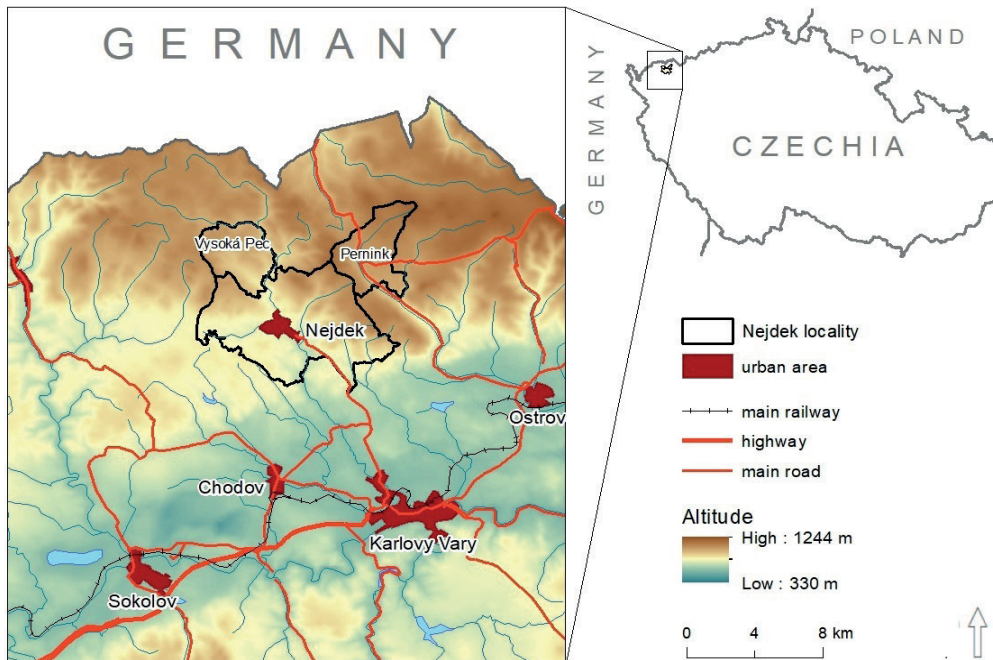 GERMANY
Vysoká Pec
Pernink
Nejdek
Ostrov
Chodov
Karlovy Vary
Sokolov
GERMANY
POLAND
CZECHIA
Nejdek locality
urban area
main railway
highway
main road
Altitude
High : 1244 m
Low : 330 m
0 4 8 km